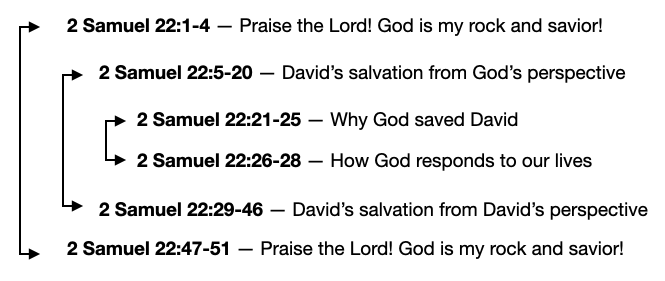 2 Samuel 22:1-4 — Praise the Lord! God is my rock and savior!
2 Samuel 22:5-20 — David’s salvation from God’s perspective
2 Samuel 22:21-25 — Why God saved David
2 Samuel 22:26-28 — How God responds to our lives
2 Samuel 22:29-46 — David’s salvation from David’s perspective
2 Samuel 22:47-51 — Praise the Lord! God is my rock and savior!